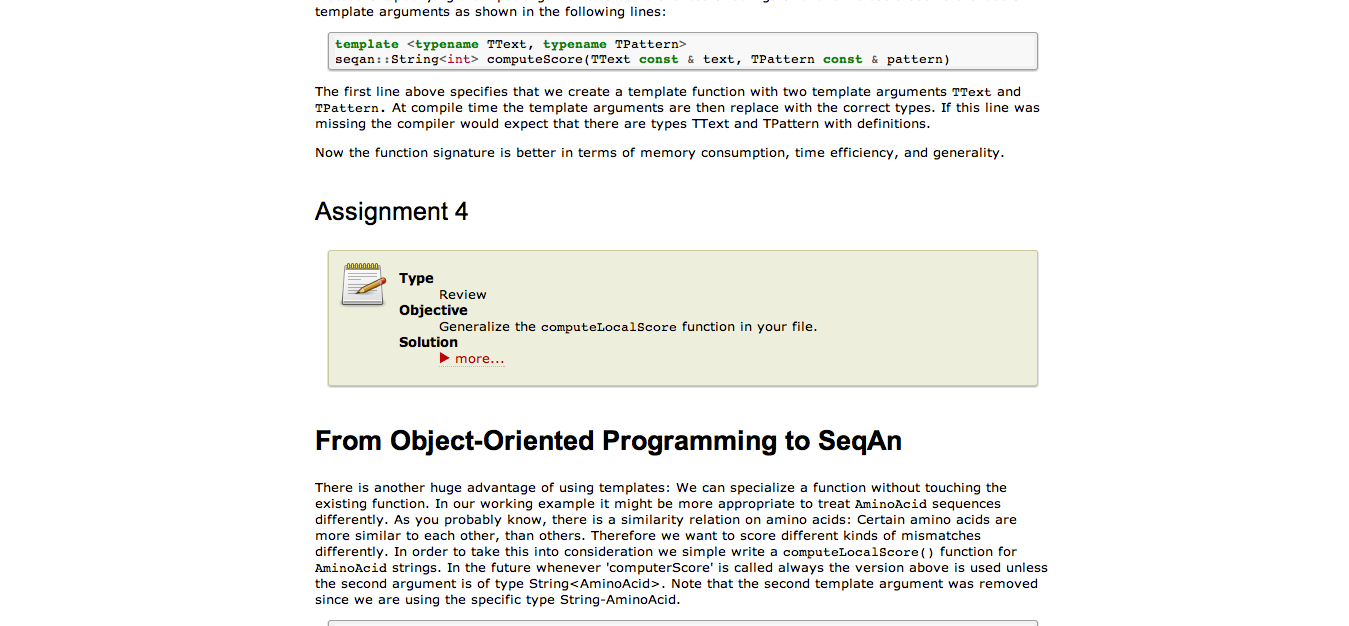 template arguments as shown in the following lines:
template <typename TText, typename TPattern>
seqan::String<int> computeScore(TText const & text, TPattern const & pattern)
The first line above specifies that we create a template function with two template arguments TText and
TPattern. At compile time the template arguments are then replace with the correct types. If this line was
missing the compiler would expect that there are types TText and TPattern with definitions.
Now the function signature is better in terms of memory consumption, time efficiency, and generality.
Assignment 4
Type
Review
Objective
Generalize the computeLocalScore function in your file.
Solution
more...
From Object-Oriented Programming to SeqAn
There is another huge advantage of using templates: We can specialize a function without touching the
existing function. In our working example it might be more appropriate to treat AminoAcid sequences
differently. As you probably know, there is a similarity relation on amino acids: Certain amino acids are
more similar to each other, than others. Therefore we want to score different kinds of mismatches
differently. In order to take this into consideration we simple write a computeLocalScore() function for
AminoAcid strings. In the future whenever 'computerScore' is called always the version above is used unless
the second argument is of type String<AminoAcid>. Note that the second template argument was removed
since we are using the specific type String-AminoAcid.